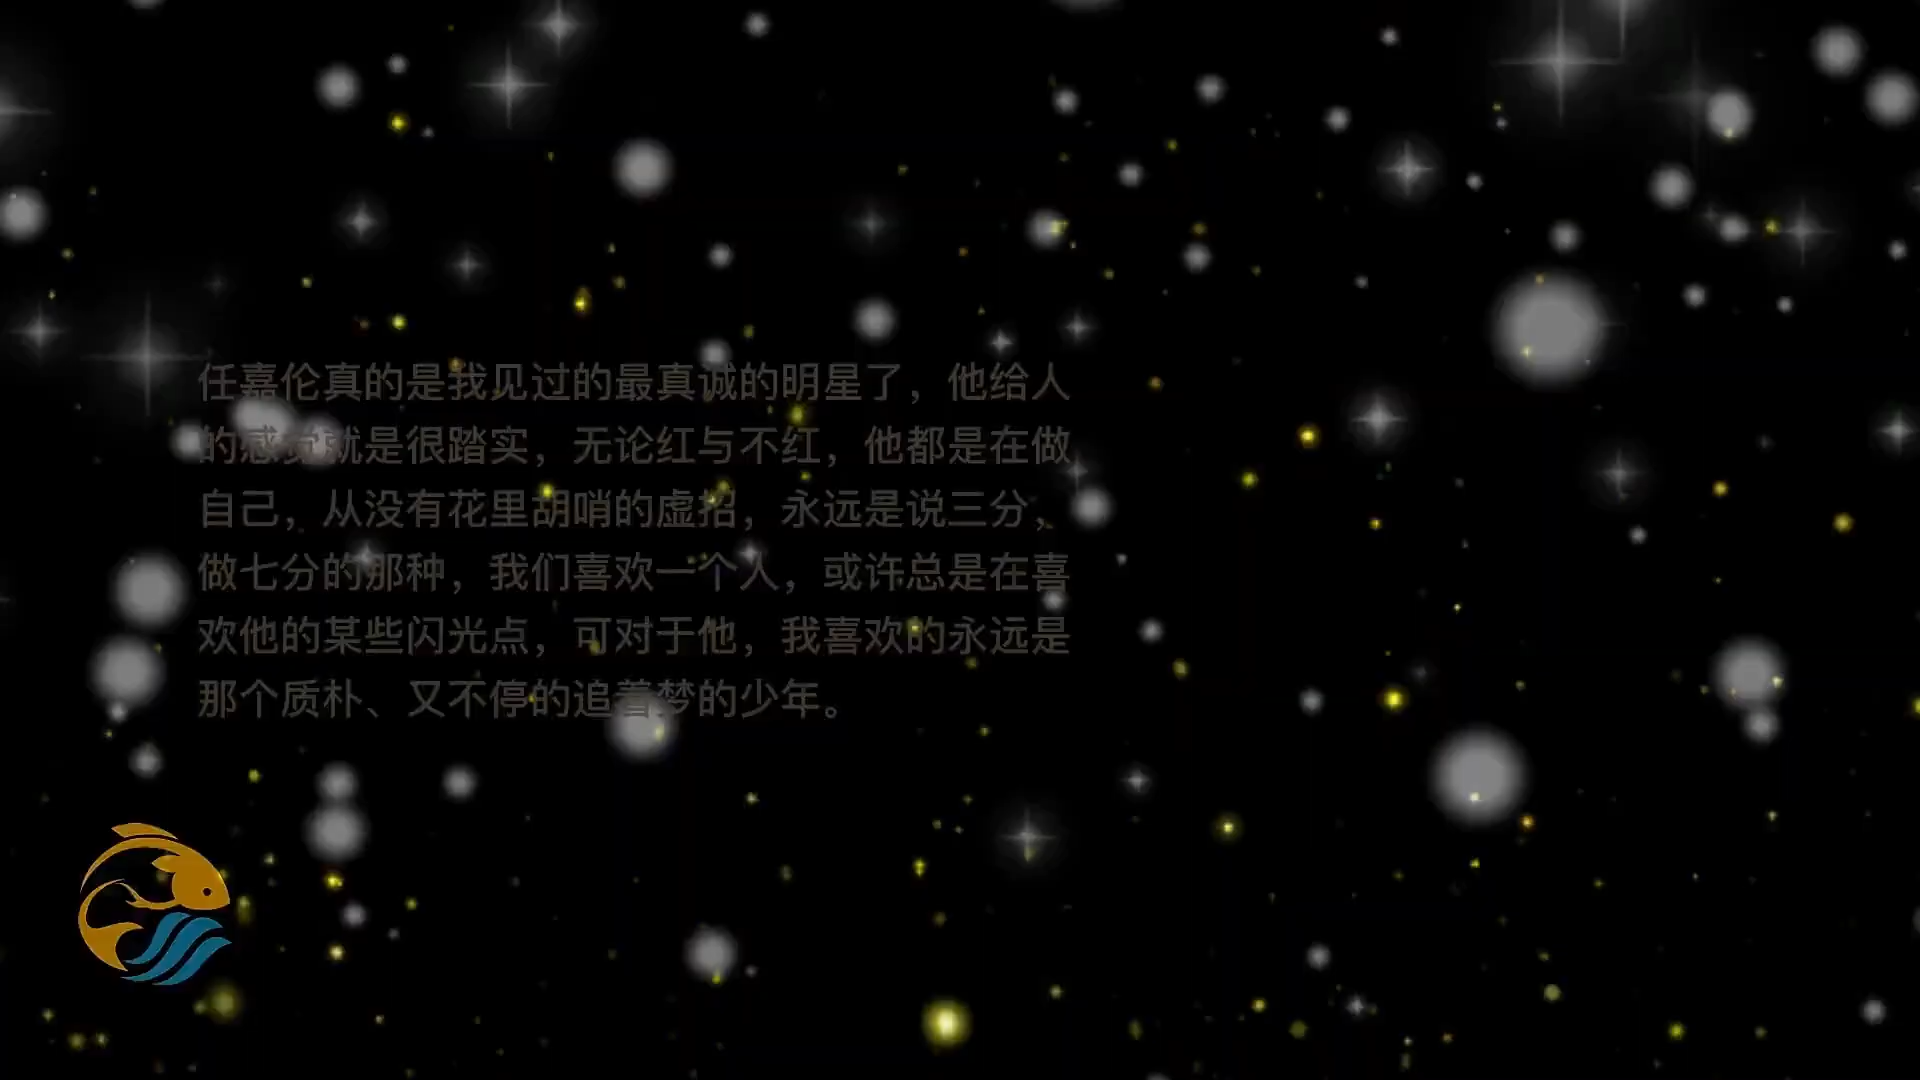 任嘉伦真的是我见过的最真诚的明星了，他给人
的感觉就是很踏实，无论红与不红，他都是在做
自己，从没有花里胡哨的虚招，永远是说三分，
做七分的那种，我们喜欢一个人，或许总是在喜
欢他的某些闪光点，可对于他，我喜欢的永远是
那个质朴、又不停的追着梦的少年。